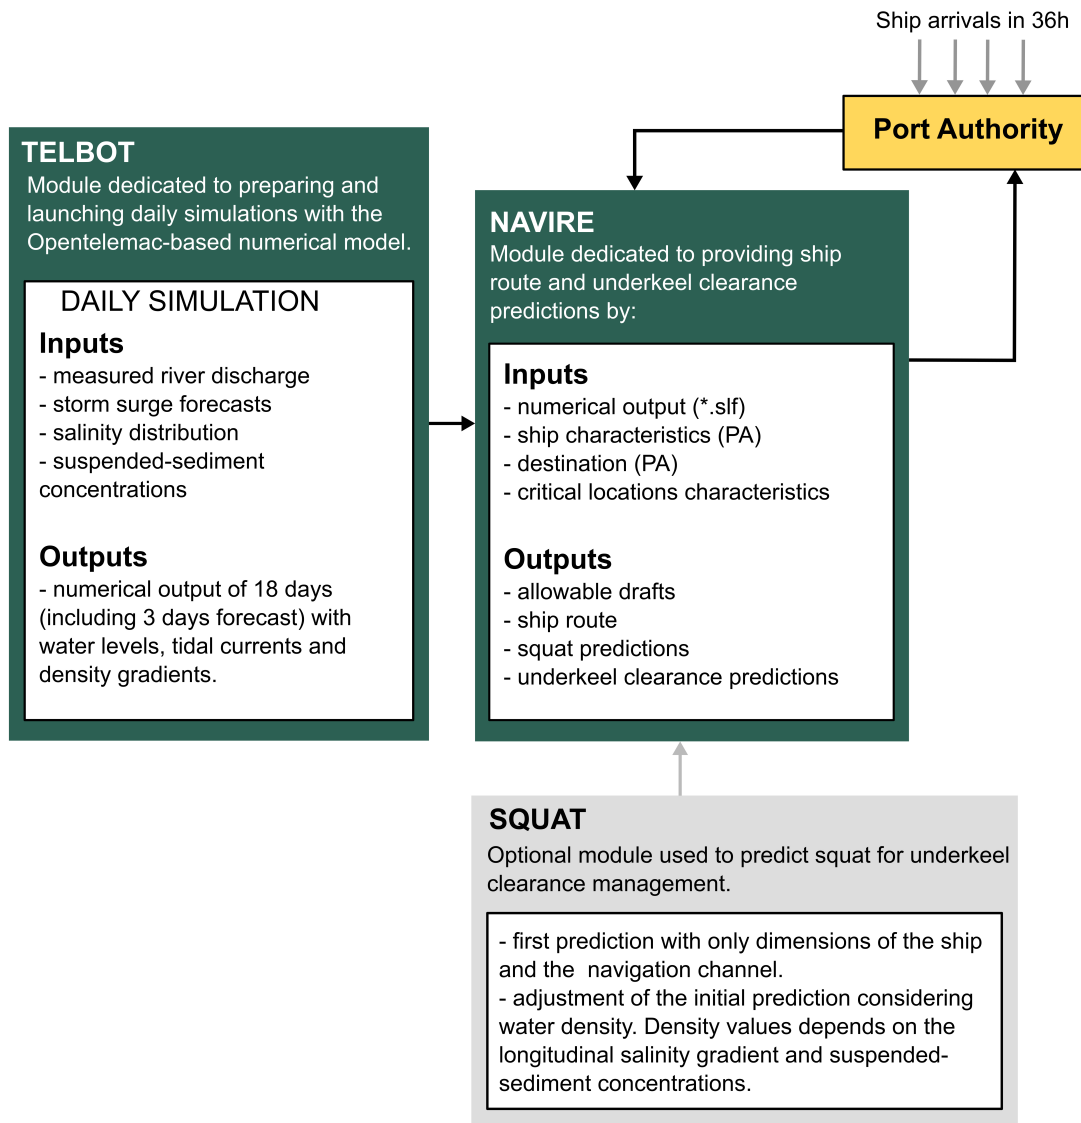 Ship arrivals in 36h
Port Authority
TELBOT
Module dedicated to preparing and
launching daily simulations with the
Opentelemac-based numerical model.
DAILY SIMULATION
Inputs
- measured river discharge
- storm surge forecasts
- salinity distribution
- suspended-sediment
concentrations
Outputs
- numerical output of 18 days
(including 3 days forecast) with
water levels, tidal currents and
density gradients.
NAVIRE
Module dedicated to providing ship
route and underkeel clearance
predictions by:
Inputs
- numerical output (*.slf)
- ship characteristics (PA)
- destination (PA)
- critical locations characteristics
Outputs
- allowable drafts
- ship route
- squat predictions
- underkeel clearance predictions
SQUAT
Optional module used to predict squat for underkeel
clearance management.
- first prediction with only dimensions of the ship
and the  navigation channel.
- adjustment of the initial prediction considering
water density. Density values depends on the
longitudinal salinity gradient and suspended-
sediment concentrations.